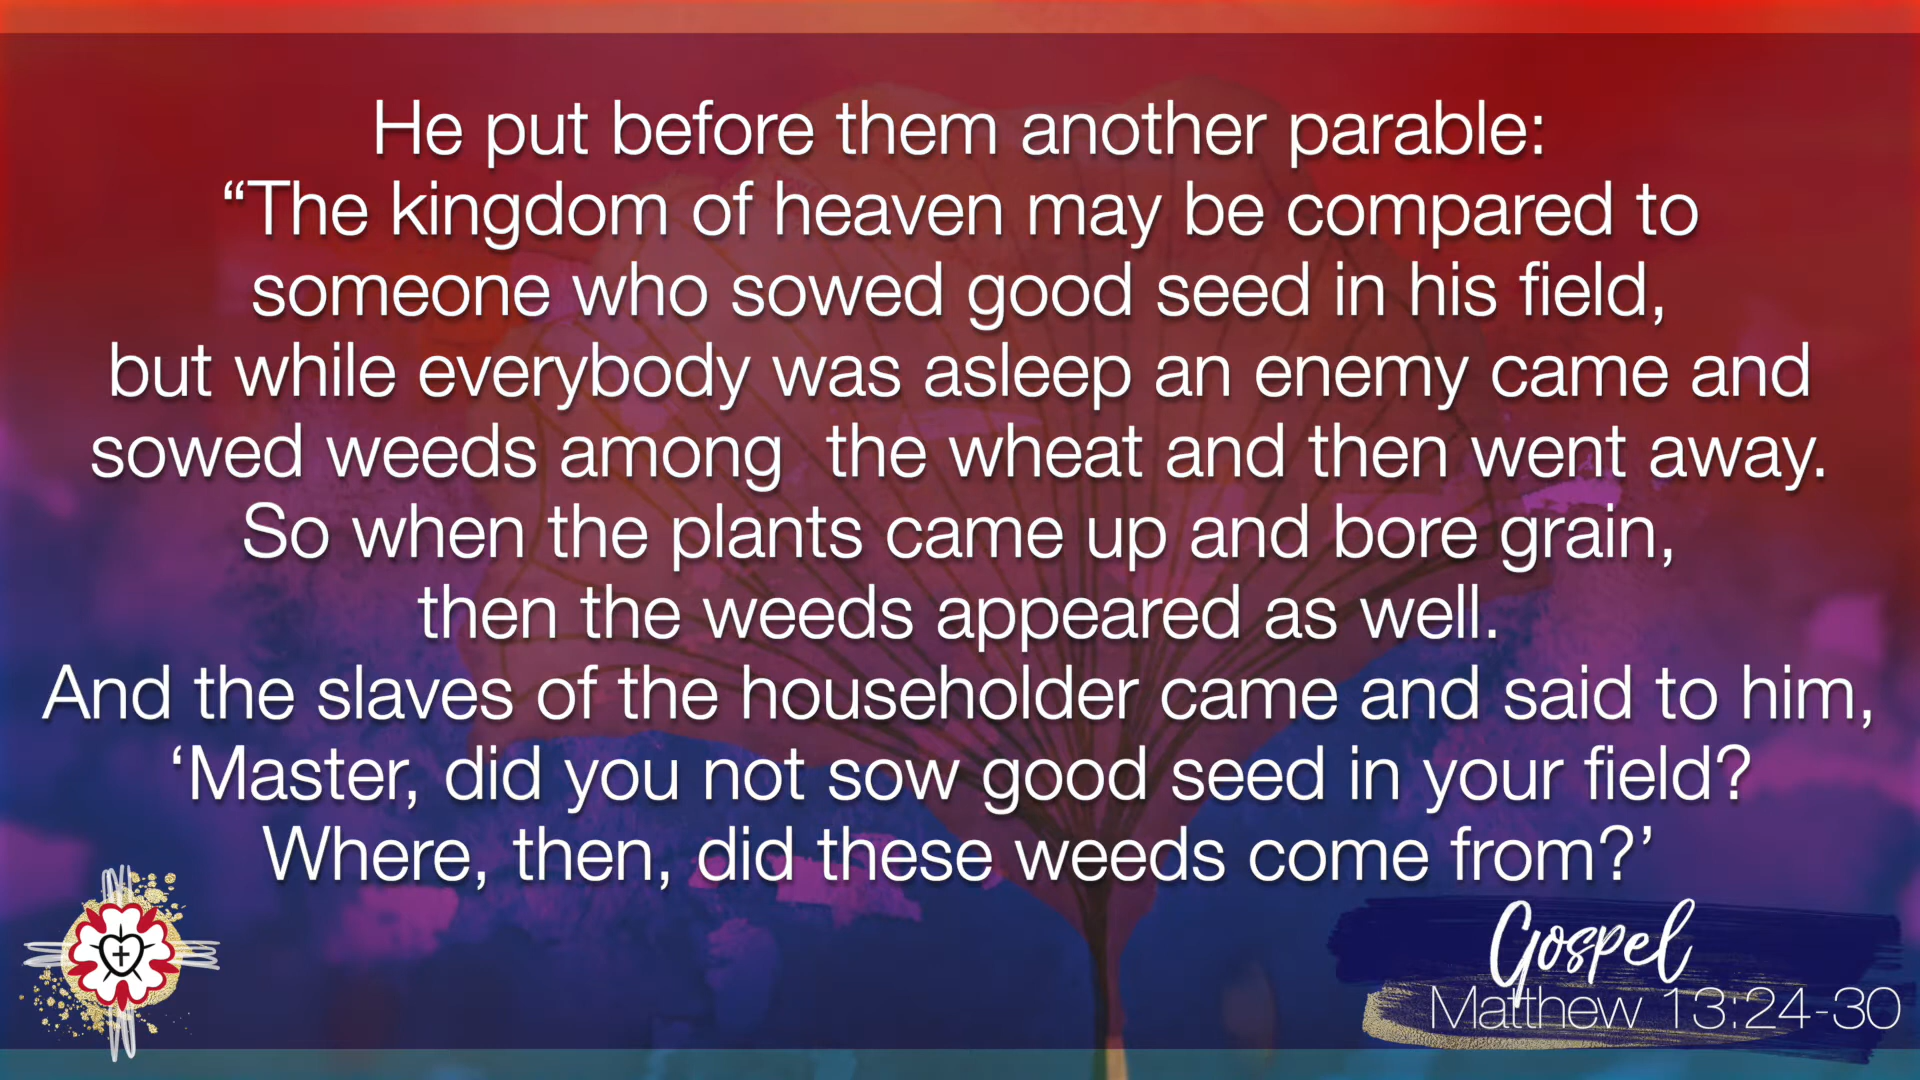 He put before them another parable:
“The kingdom of heaven may be compared to
someone who sowed good seed in his field,
but while everybody was asleep an enemy came and
sowed weeds among  the wheat and then went away.
So when the plants came up and bore grain,
then the weeds appeared as well.
And the slaves of the householder came and said to him,
‘Master, did you not sow good seed in your field?
Where, then, did these weeds come from?’
Gospel
Matthew 13:24-30